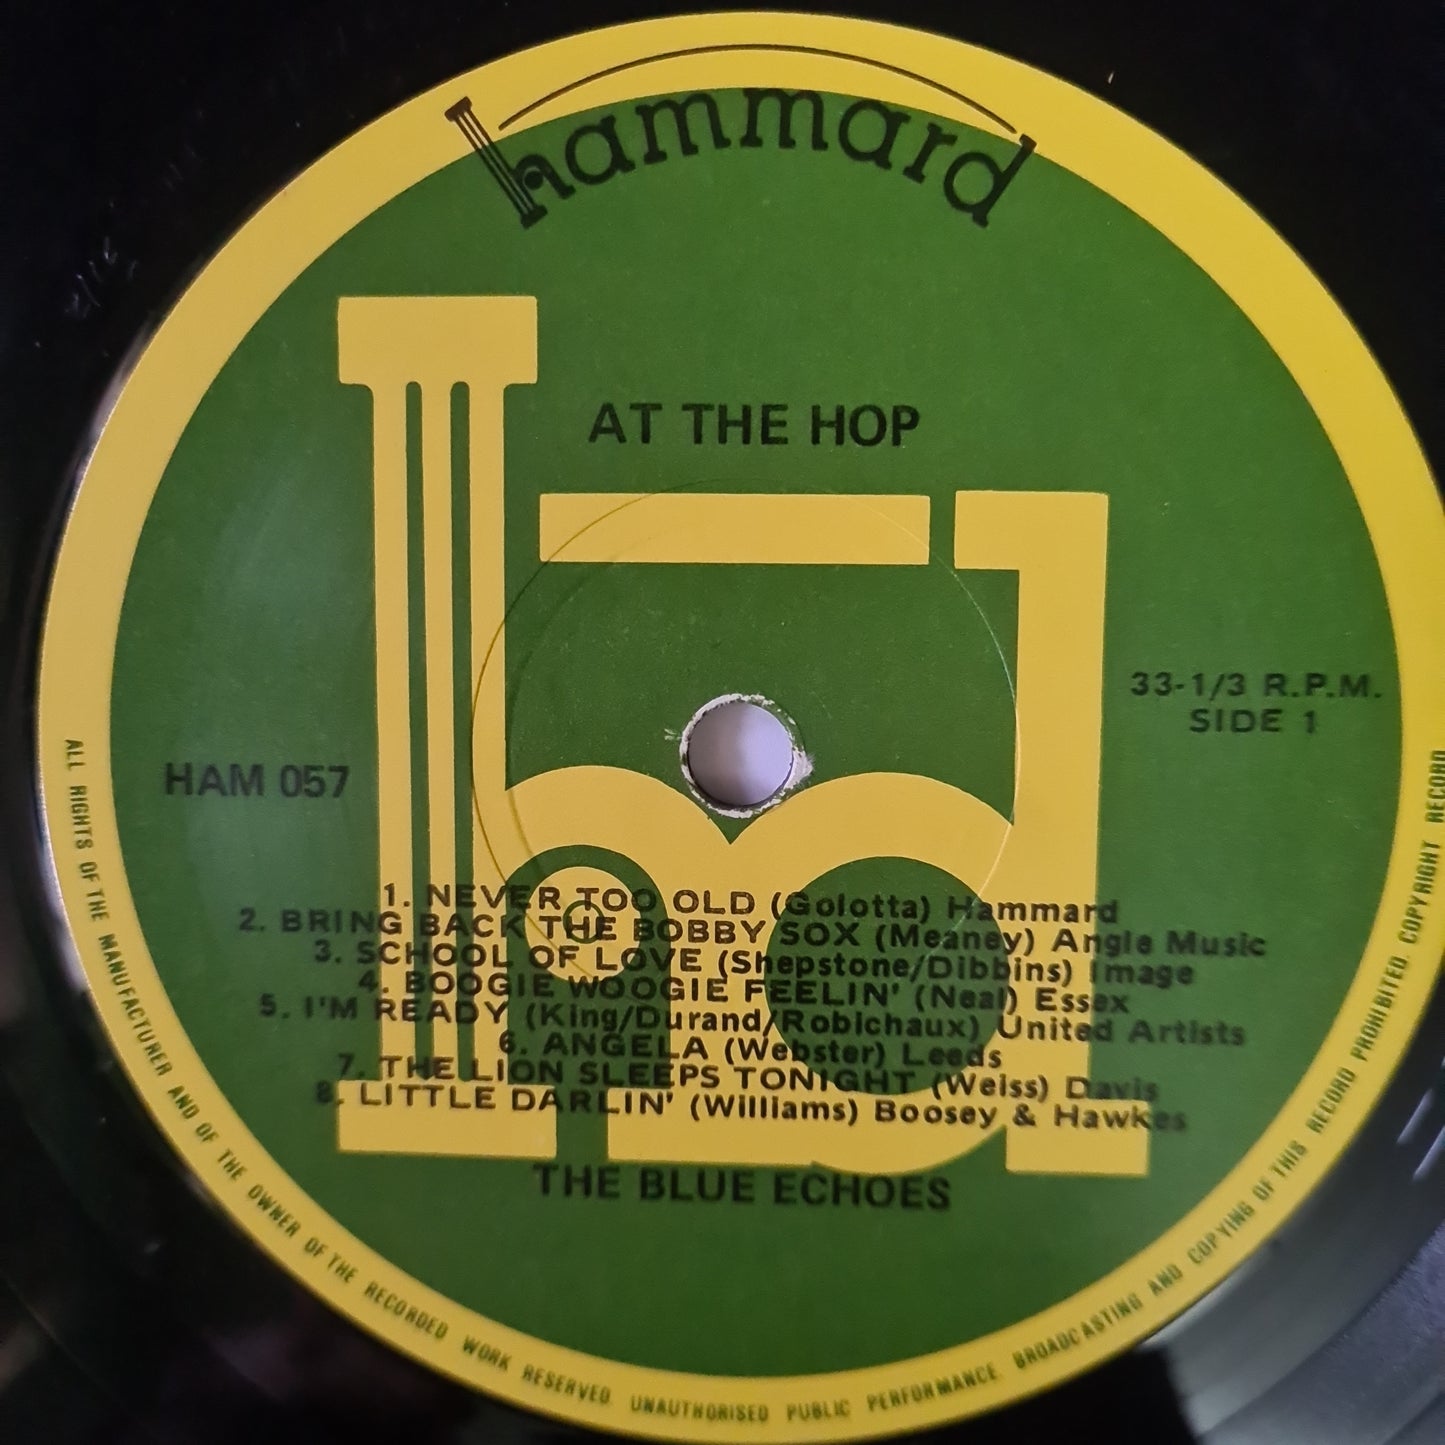 hammard
AT THE HOP
33-1/3 R.P.M.
SIDE 1
HAM 057
1. NEVER TOO OLD (Golotta) Hammard
2. BRING BACK THE BOBBY SOX (Meaney) Angle Music
3. SCHOOL OF LOVE (Shepstone/Dibbins) Image
4. BOOGIE WOOGIE FEELIN' (Neal) Essex
5. I'M READY (King/Durand/Robichaux) United Artists
6. ANGELA (Webster) Leeds
7. THE LION SLEEPS TONIGHT (Weiss) Davis
8. LITTLE DARLIN' (Williams) Boosey & Hawkes
THE BLUE ECHOES
ALL RIGHTS OF THE MANUFACTURER AND OF THE OWNER OF THE RECORDED WORK RESERVED. UNAUTHORISED PUBLIC PERFORMANCE. BROADCASTING AND COPYING OF THIS RECORD PROHIBITED. COPYRIGHT RECORD